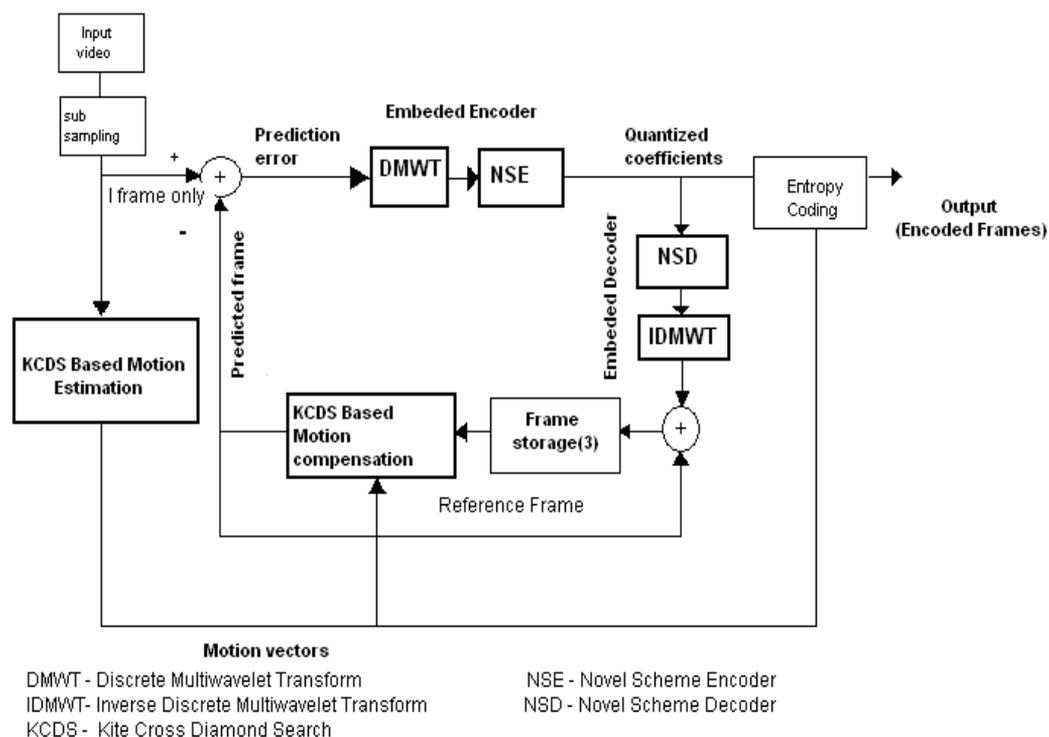 Input
video
sub
sampling
+
I frame only
-
+
Prediction
error
Embeded Encoder
DMWT
NSE
Quantized
coefficients
Entropy
Coding
Output
(Encoded Frames)
Predicted frame
Embeded Decoder
NSD
IDMWT
+
KCDS Based Motion
Estimation
KCDS Based
Motion
compensation
Frame
storage(3)
Reference Frame
Motion vectors
DMWT - Discrete Multiwavelet Transform
IDMWT- Inverse Discrete Multiwavelet Transform
KCDS - Kite Cross Diamond Search
NSE - Novel Scheme Encoder
NSD - Novel Scheme Decoder